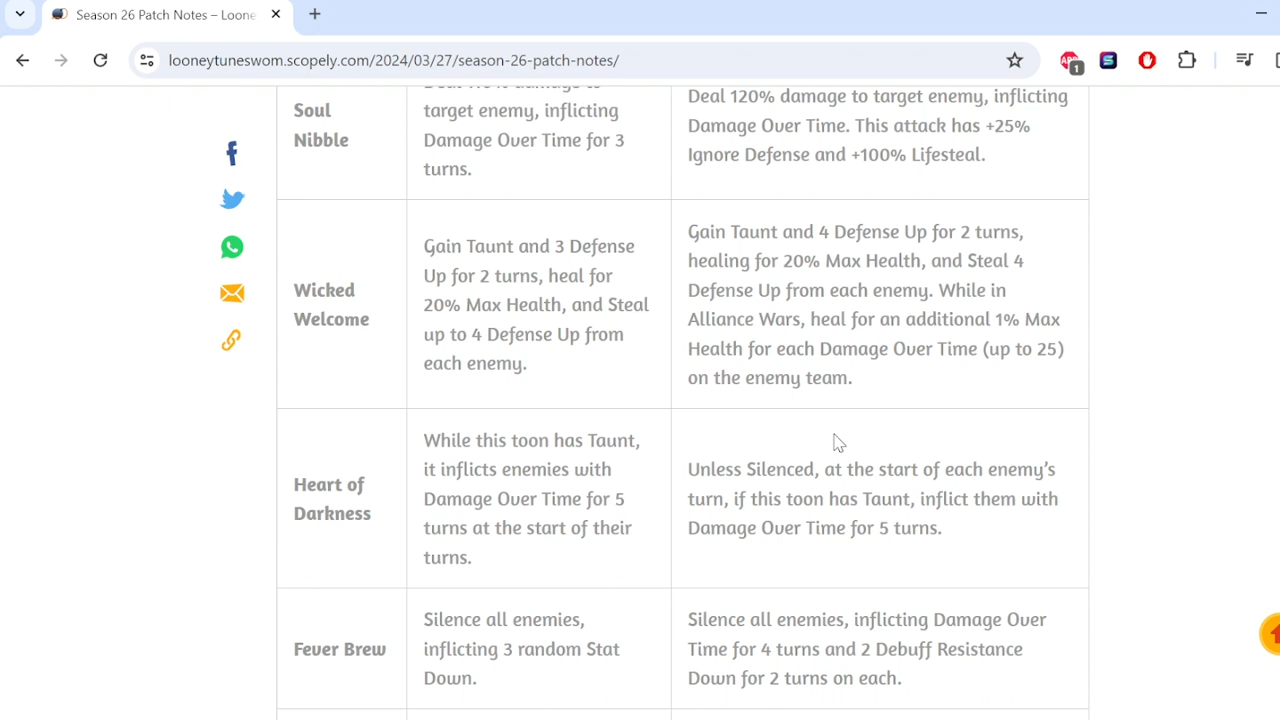 Season 26 Patch Notes – Loone
looneytuneswom.scopely.com/2024/03/27/season-26-patch-notes/
1
Soul
Nibble
target enemy, inflicting
Damage Over Time for 3
turns.
Deal 120% damage to target enemy, inflicting
Damage Over Time. This attack has +25%
Ignore Defense and +100% Lifesteal.
Wicked
Welcome
Gain Taunt and 3 Defense
Up for 2 turns, heal for
20% Max Health, and Steal
up to 4 Defense Up from
each enemy.
Gain Taunt and 4 Defense Up for 2 turns,
healing for 20% Max Health, and Steal 4
Defense Up from each enemy. While in
Alliance Wars, heal for an additional 1% Max
Health for each Damage Over Time (up to 25)
on the enemy team.
Heart of
Darkness
While this toon has Taunt,
it inflicts enemies with
Damage Over Time for 5
turns at the start of their
turns.
Unless Silenced, at the start of each enemy's
turn, if this toon has Taunt, inflict them with
Damage Over Time for 5 turns.
Fever Brew
Silence all enemies,
inflicting 3 random Stat
Down.
Silence all enemies, inflicting Damage Over
Time for 4 turns and 2 Debuff Resistance
Down for 2 turns on each.